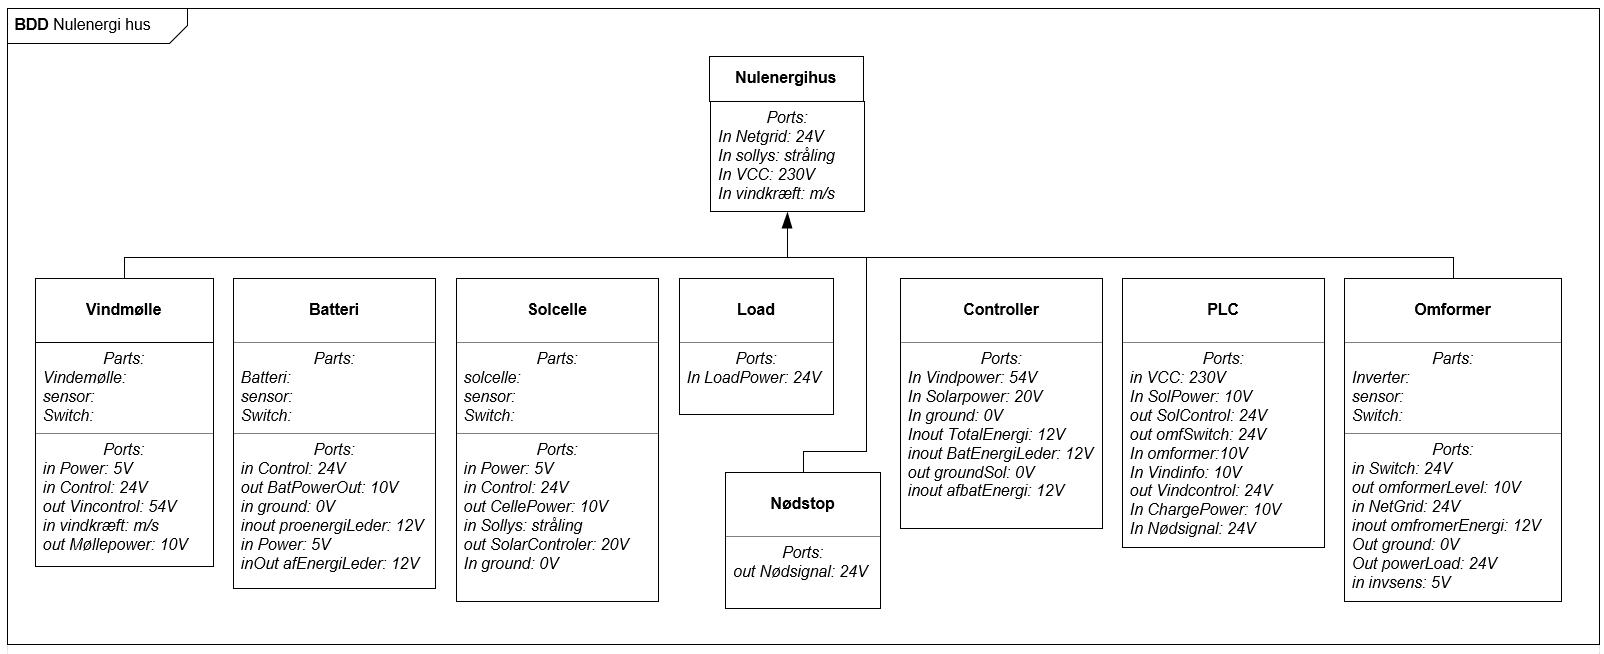 BDD Nulenergi hus
Nulenergihus
Ports:
In Netgrid: 24V
In sollys: stråling
In VCC: 230V
In vindkræft: m/s
Vindmølle
Parts:
Vindemølle:
sensor:
Switch:
Ports:
in Power: 5V
in Control: 24V
out Vincontrol: 54V
in vindkræft: m/s
out Møllepower: 10V
Batteri
Parts:
Batteri:
sensor:
Switch:
Ports:
in Control: 24V
out BatPowerOut: 10V
in ground: 0V
inout proenergiLeder: 12V
in Power: 5V
inOut afEnergiLeder: 12V
Solcelle
Parts:
solcelle:
sensor:
Switch:
Ports:
in Power: 5V
in Control: 24V
out CellePower: 10V
in Sollys: stråling
out SolarControler: 20V
In ground: 0V
Load
Ports:
In LoadPower: 24V
Nødstop
Ports:
out Nødsignal: 24V
Controller
Ports:
In Vindpower: 54V
In Solarpower: 20V
In ground: 0V
Inout TotalEnergi: 12V
inout BatEnergiLeder: 12V
out groundSol: 0V
inout afbatEnergi: 12V
PLC
Ports:
in VCC: 230V
In SolPower: 10V
out SolControl: 24V
out omfSwitch: 24V
In omformer:10V
In Vindinfo: 10V
out Vindcontrol: 24V
In ChargePower: 10V
In Nødsignal: 24V
Omformer
Parts:
Inverter:
sensor:
Switch:
Ports:
in Switch: 24V
out omformerLevel: 10V
in NetGrid: 24V
inout omfromerEnergi: 12V
Out ground: 0V
Out powerLoad: 24V
in invsens: 5V